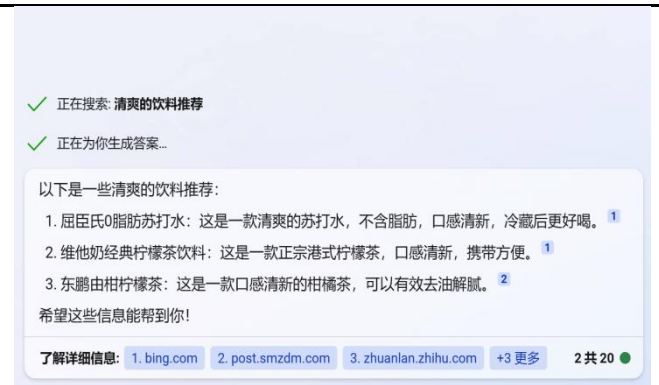 正在搜索: 清爽的饮料推荐
正在为你生成答案...
以下是一些清爽的饮料推荐：
1. 屈臣氏0脂肪苏打水：这是一款清爽的苏打水，不含脂肪，口感清新，冷藏后更好喝。 1
2. 维他奶经典柠檬茶饮料：这是一款正宗港式柠檬茶，口感清新，携带方便。 1
3. 东鹏由柑柠檬茶：这是一款口感清新的柑橘茶，可以有效去油解腻。 2
希望这些信息能帮到你！
了解详细信息: 1. bing.com 2. post.smzdm.com 3. zhuanlan.zhihu.com +3 更多 2 共 20